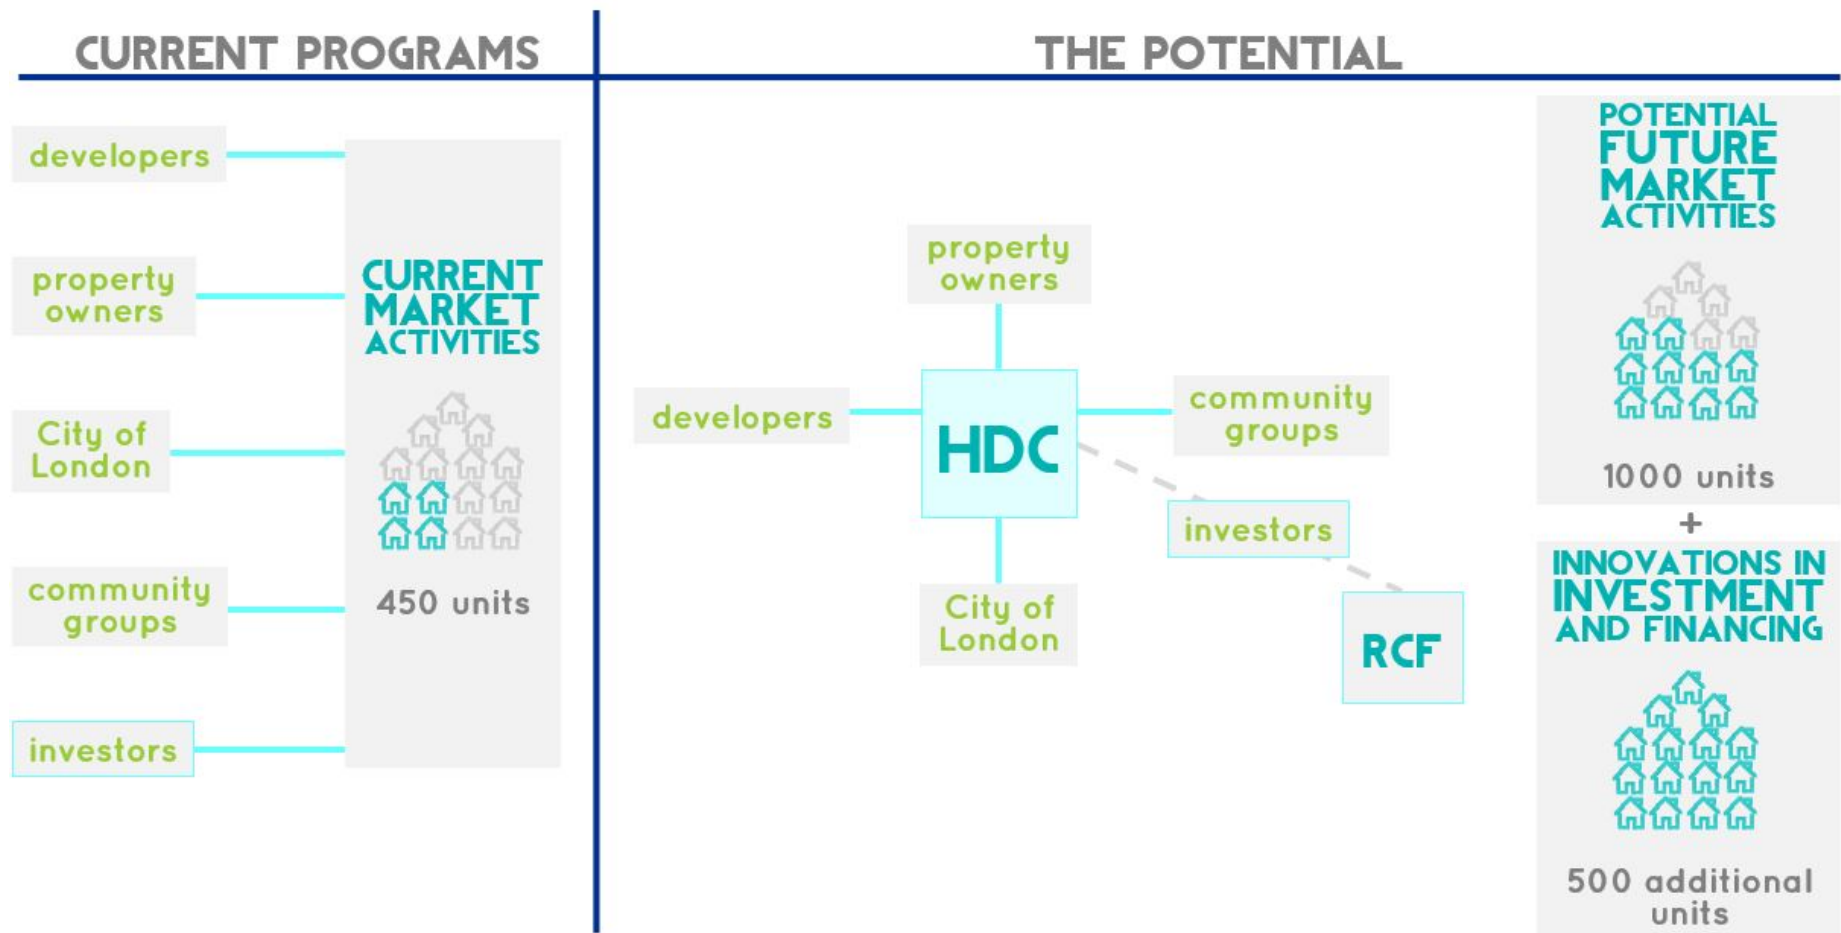 CURRENT PROGRAMS
developers
property
owners
City of
London
community
groups
investors
CURRENT
MARKET
ACTIVITIES
450 units
THE POTENTIAL
property
owners
developers
HDC
community
groups
investors
City of
London
RCF
POTENTIAL
FUTURE
MARKET
ACTIVITIES
1000 units
+
INNOVATIONS IN
INVESTMENT
AND FINANCING
500 additional
units